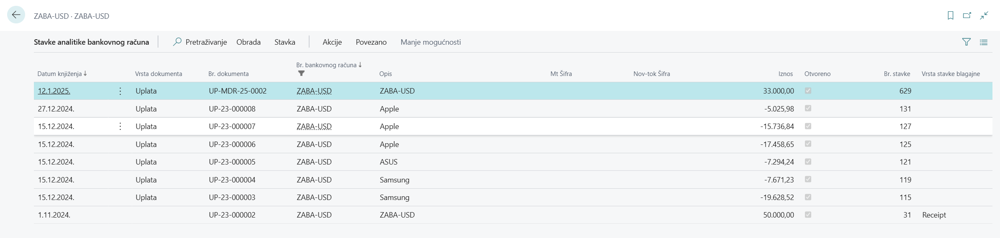 ZABA-USD · ZABA-USD
Stavke analitike bankovnog računa Pretraživanje Obrada Stavka Akcije Povezano Manje mogućnosti
Datum knjiženja↓ Vrsta dokumenta Br. dokumenta Br. bankovnog računa↓ Opis Mt Šifra Nov-tok Šifra Iznos Otvoreno Br. stavke Vrsta stavke blagajne
12.1.2025. Uplata UP-MDR-25-0002 ZABA-USD ZABA-USD 33.000,00 629
27.12.2024. Uplata UP-23-000008 ZABA-USD Apple -5.025,98 131
15.12.2024. Uplata UP-23-000007 ZABA-USD Apple -15.736,84 127
15.12.2024. Uplata UP-23-000006 ZABA-USD Apple -17.458,65 125
15.12.2024. Uplata UP-23-000005 ZABA-USD ASUS -7.294,24 121
15.12.2024. Uplata UP-23-000004 ZABA-USD Samsung -7.671,23 119
15.12.2024. Uplata UP-23-000003 ZABA-USD Samsung -19.628,52 115
1.11.2024. UP-23-000002 ZABA-USD ZABA-USD 50.000,00 31 Receipt